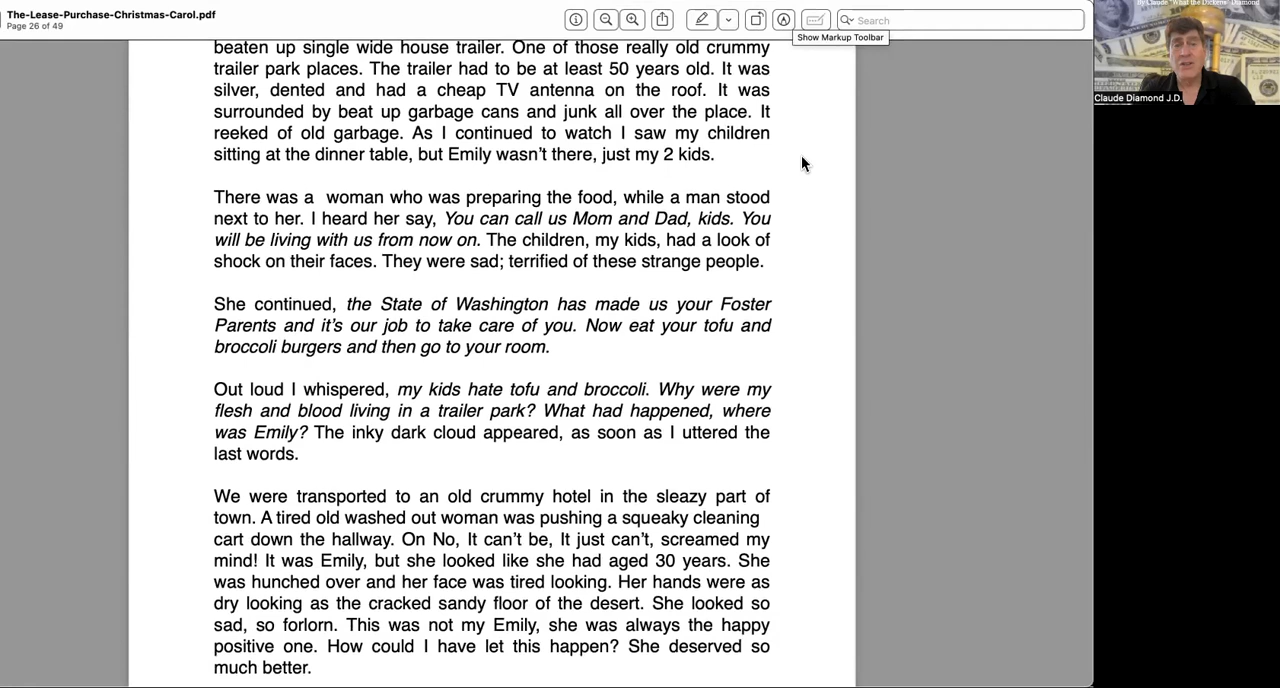 The-Lease-Purchase-Christmas-Carol.pdf
Page 26 of 49
Search
Show Markup Toolbar
by Claude "What the Dickens" Diamond
Claude Diamond J.D.
beaten up single wide house trailer. One of those really old crummy
trailer park places. The trailer had to be at least 50 years old. It was
silver, dented and had a cheap TV antenna on the roof. It was
surrounded by beat up garbage cans and junk all over the place. It
reeked of old garbage. As I continued to watch I saw my children
sitting at the dinner table, but Emily wasn't there, just my 2 kids.
There was a woman who was preparing the food, while a man stood
next to her. I heard her say, You can call us Mom and Dad, kids. You
will be living with us from now on. The children, my kids, had a look of
shock on their faces. They were sad; terrified of these strange people.
She continued, the State of Washington has made us your Foster
Parents and it's our job to take care of you. Now eat your tofu and
broccoli burgers and then go to your room.
Out loud I whispered, my kids hate tofu and broccoli. Why were my
flesh and blood living in a trailer park? What had happened, where
was Emily? The inky dark cloud appeared, as soon as I uttered the
last words.
We were transported to an old crummy hotel in the sleazy part of
town. A tired old washed out woman was pushing a squeaky cleaning
cart down the hallway. On No, It can't be, It just can't, screamed my
mind! It was Emily, but she looked like she had aged 30 years. She
was hunched over and her face was tired looking. Her hands were as
dry looking as the cracked sandy floor of the desert. She looked so
sad, so forlorn. This was not my Emily, she was always the happy
positive one. How could I have let this happen? She deserved so
much better.